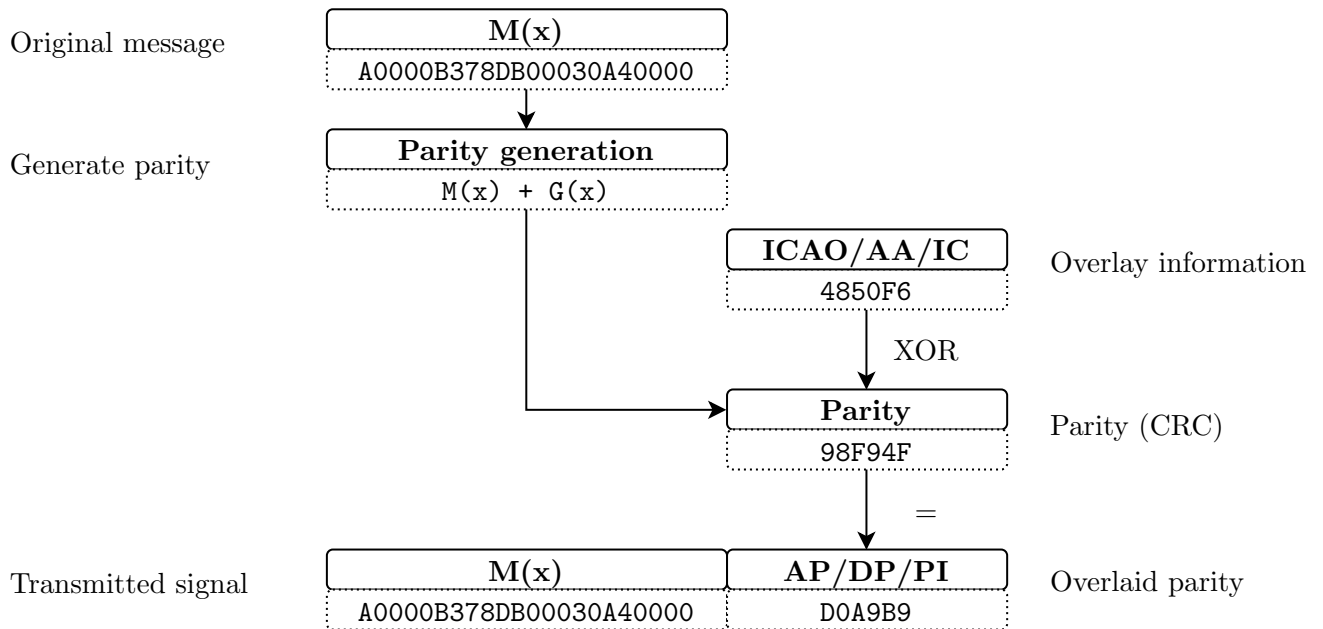 Original message
M(x)
A0000B378DB00030A40000
Generate parity
Parity generation
M(x) + G(x)
ICAO/AA/IC
4850F6
Overlay information
XOR
Parity
98F94F
Parity (CRC)
=
Transmitted signal
M(x)
A0000B378DB00030A40000
AP/DP/PI
D0A9B9
Overlaid parity